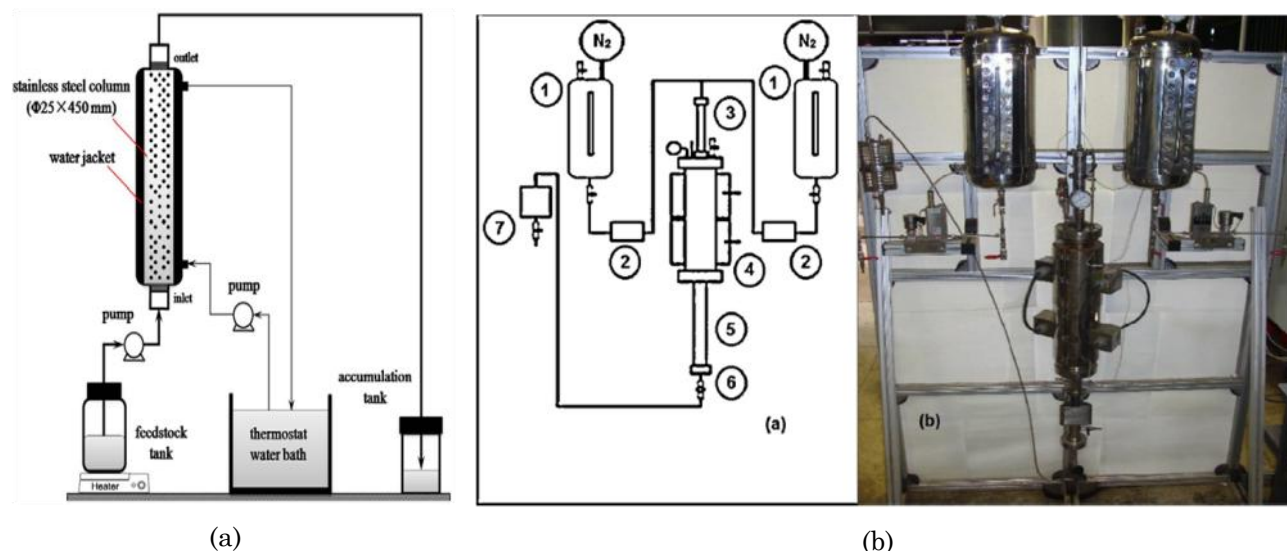 outlet
stainless steel column
(Φ25×450 mm)
water jacket
inlet
pump
pump
feedstock
tank
Heater
thermostat
water bath
accumulation
tank
N₂
N₂
1
1
3
7
2
2
4
5
6
(a)
(b)
(a)
(b)